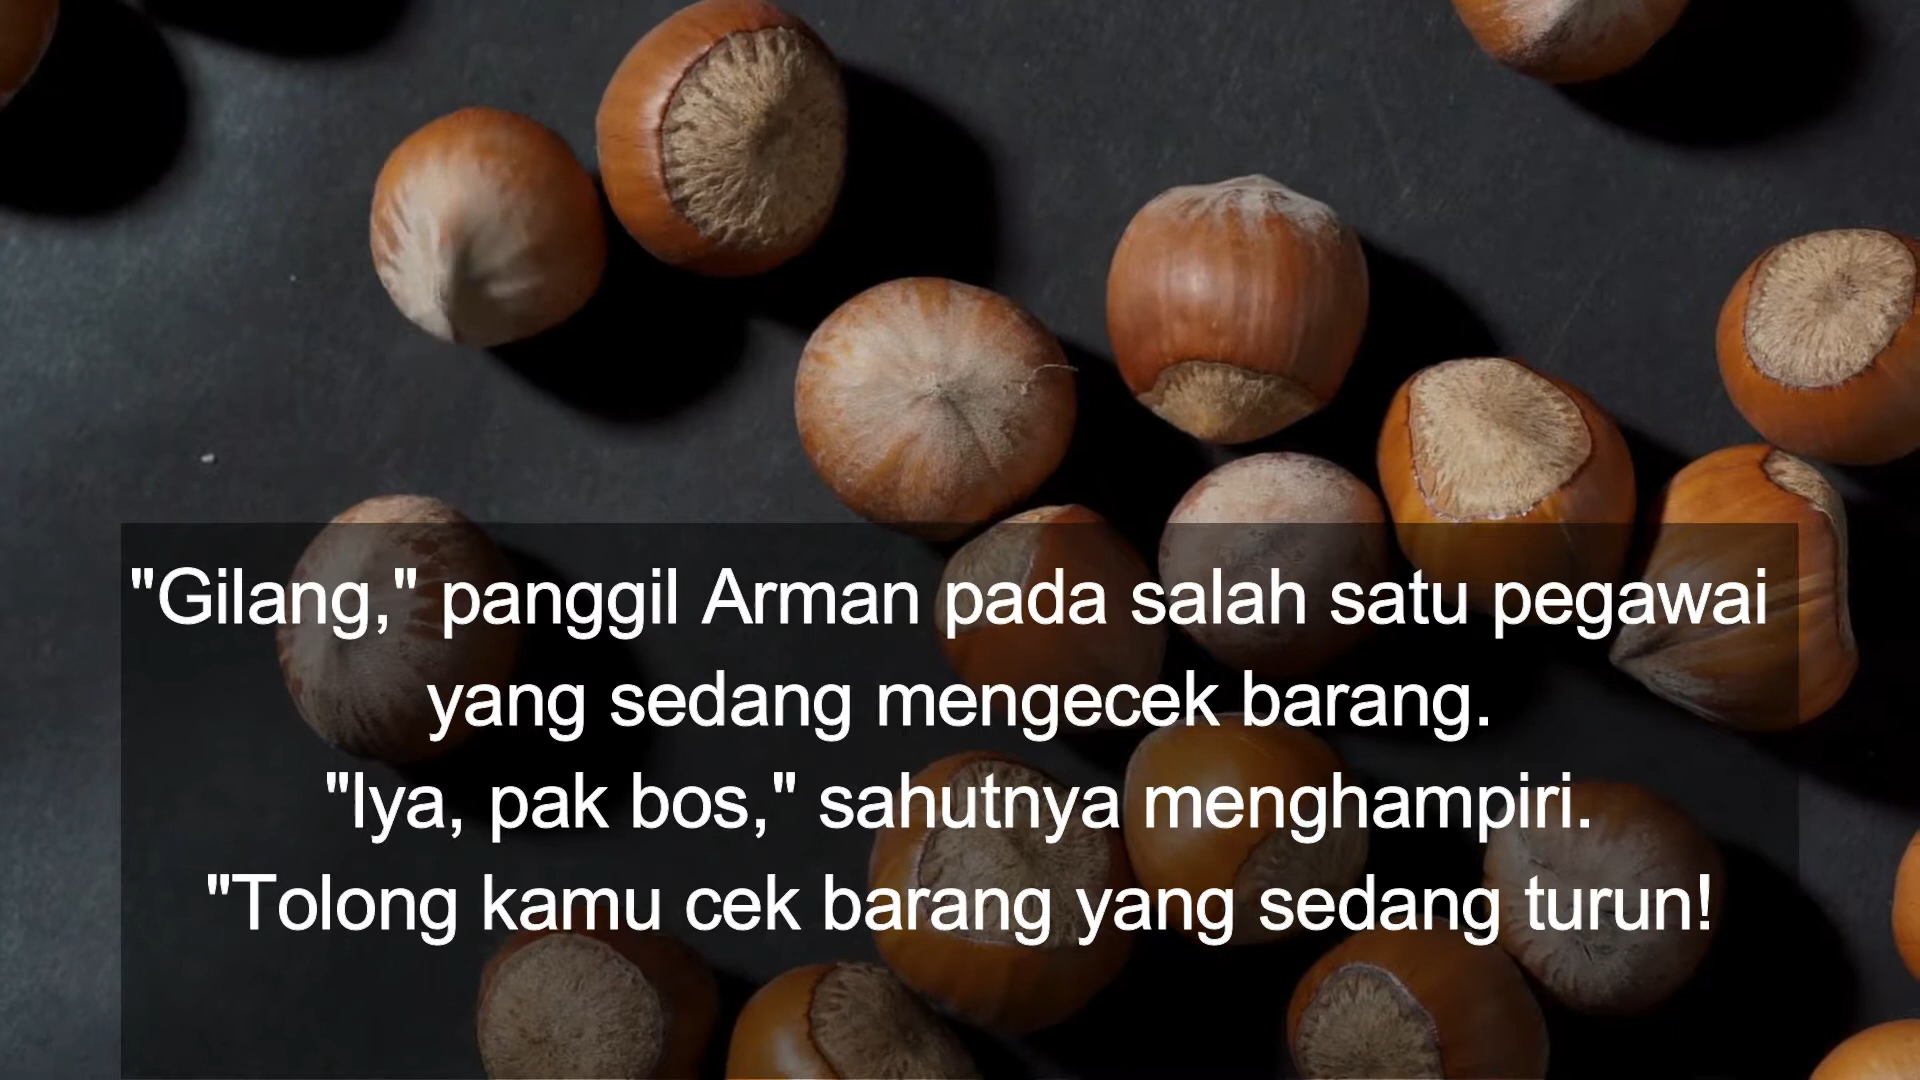 "Gilang," panggil Arman pada salah satu pegawai
yang sedang mengecek barang.
"Iya, pak bos," sahutnya menghampiri.
"Tolong kamu cek barang yang sedang turun!